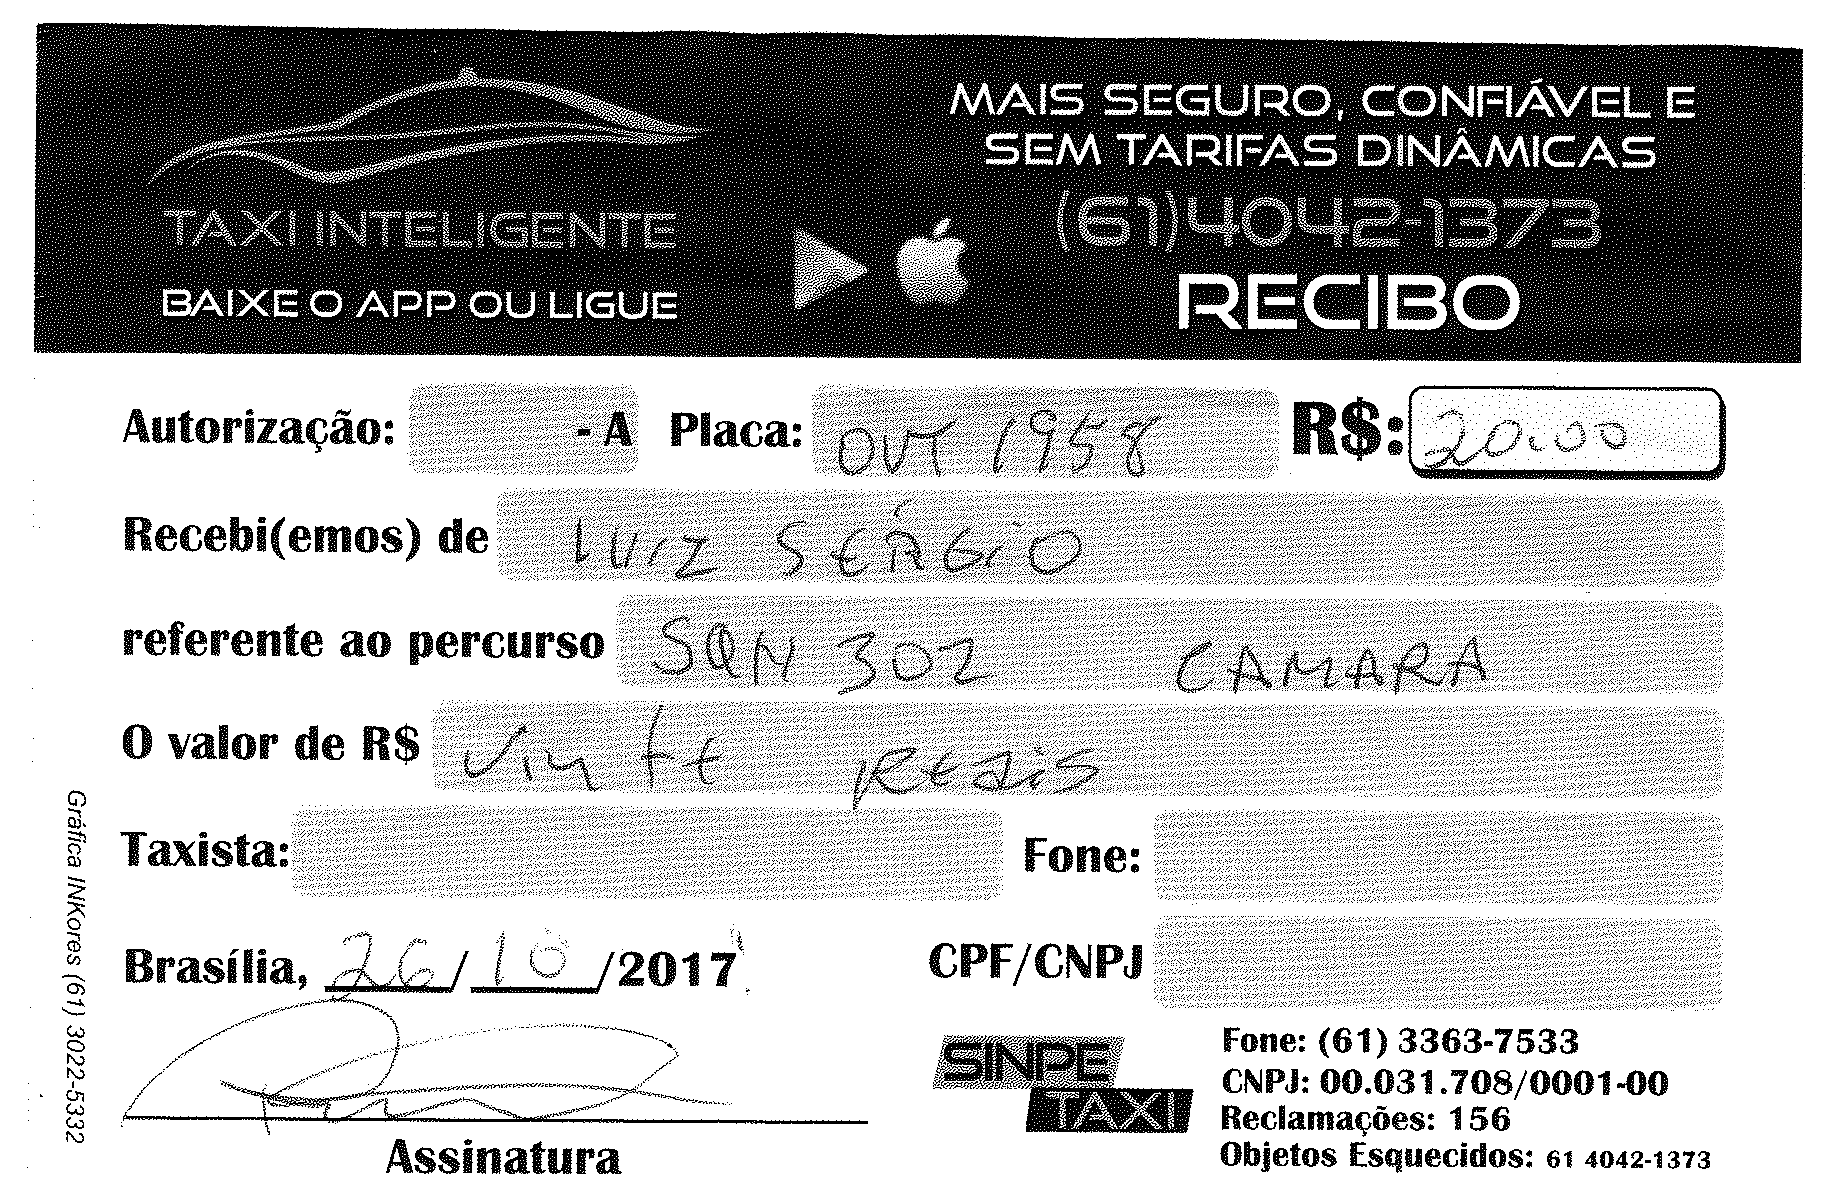 MAIS SEGURO, CONFIÁVEL E
SEM TARIFAS DINÂMICAS
(61)4042-1373
TAXI INTELIGENTE
BAIXE O APP OU LIGUE
RECIBO
Autorização: - A Placa: OVT 1958 R$: 20.00
Recebi(emos) de LUIZ SÉRGIO
referente ao percurso SQN 302 CAMARA
O valor de R$ Vinte REAIS
Taxista: Fone:
Brasília, 26/10/2017 CPF/CNPJ
Assinatura
SINPE
TAXI
Fone: (61) 3363-7533
CNPJ: 00.031.708/0001-00
Reclamações: 156
Objetos Esquecidos: 61 4042-1373
Gráfica INKores (61) 3022-5332